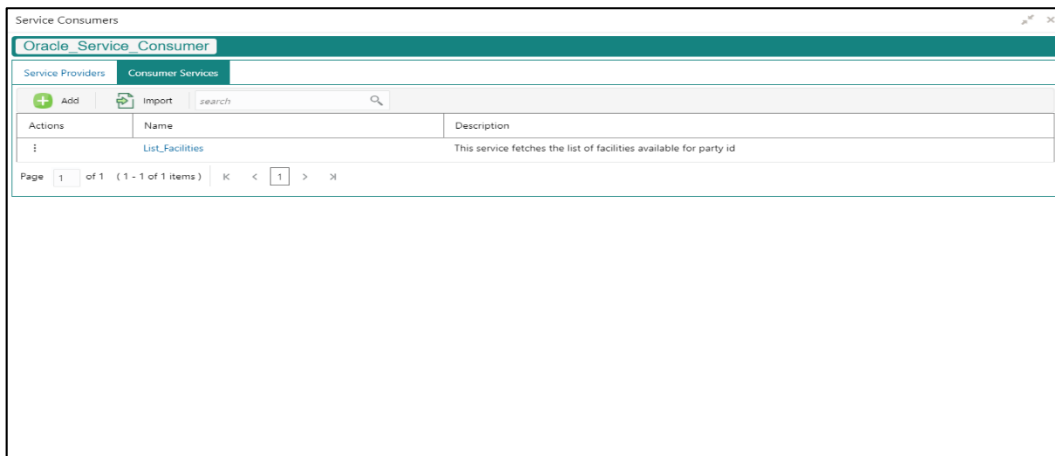 Service Consumers
Oracle_Service_Consumer
Service Providers Consumer Services
Add Import search
Actions Name Description
List_Facilities This service fetches the list of facilities available for party id
Page 1 of 1 (1 - 1 of 1 items) K < 1 > >|